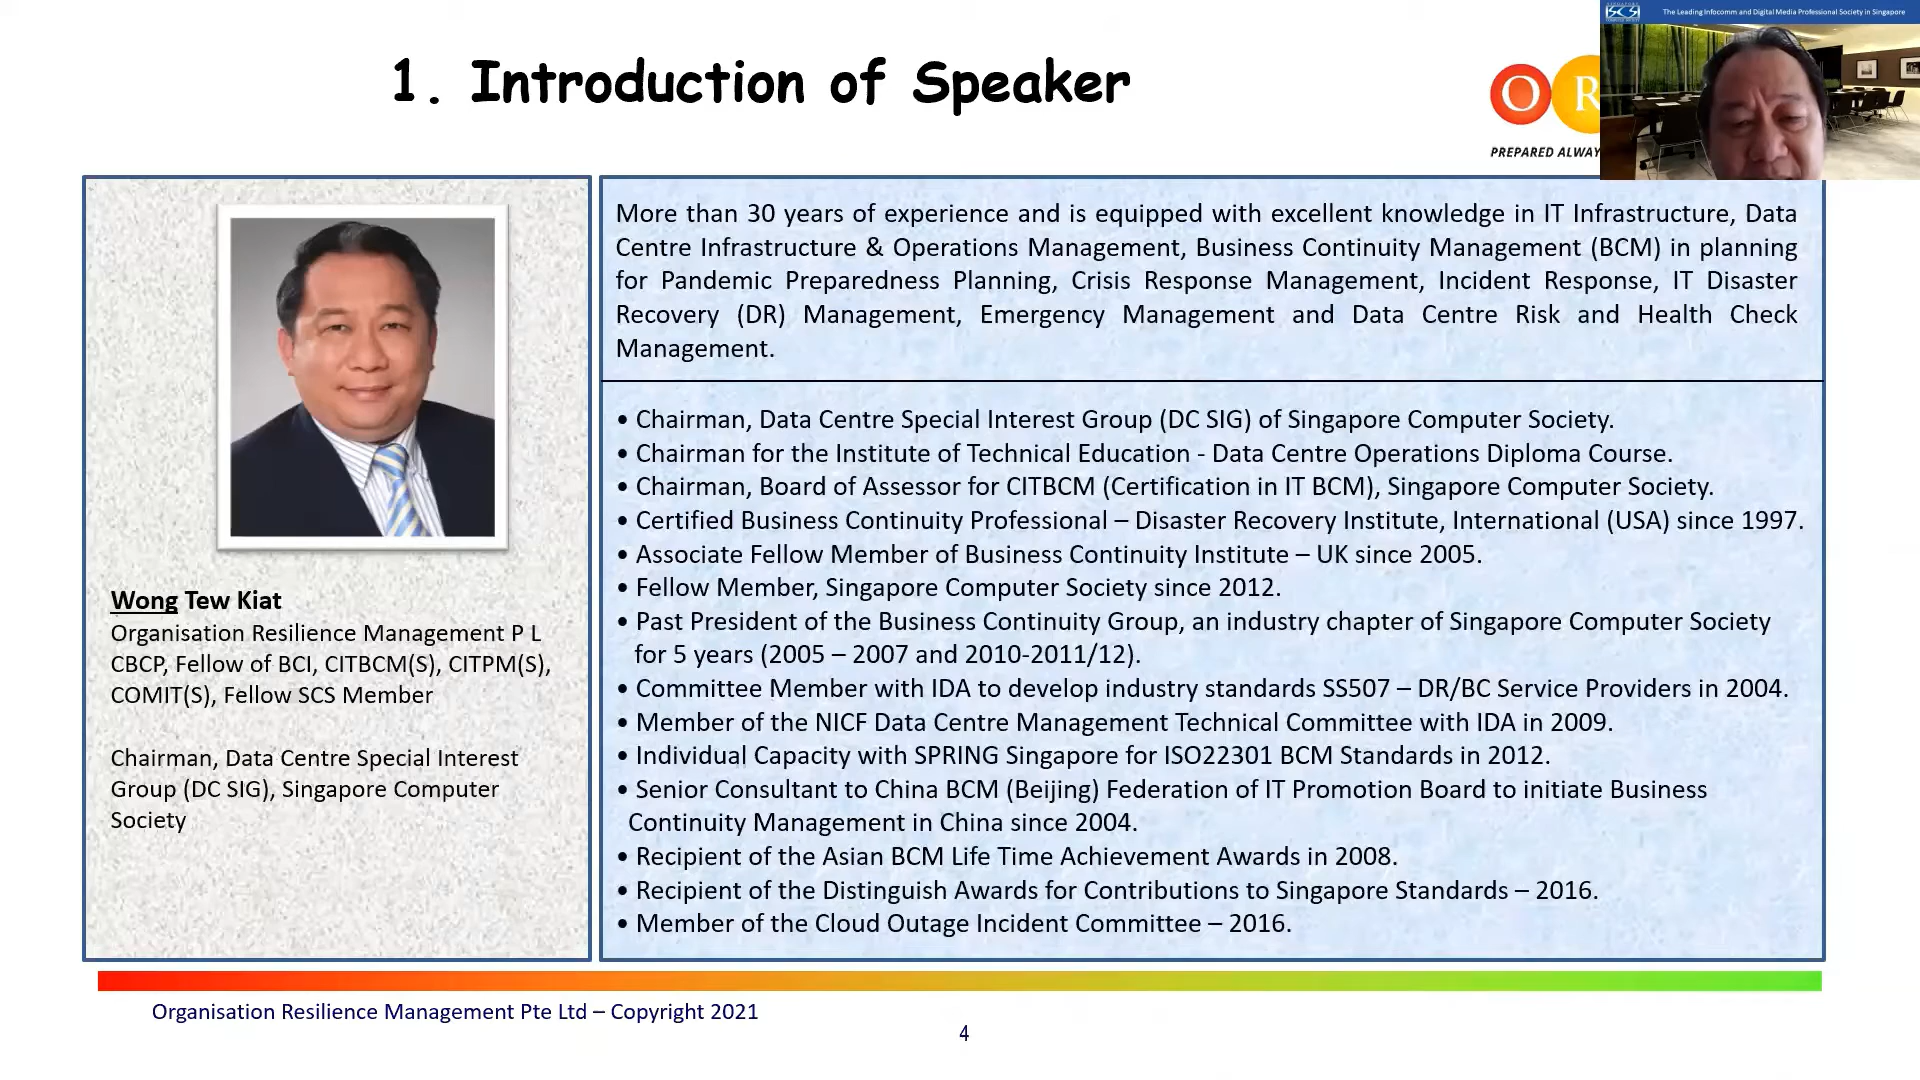 The Leading Infocomm and Digital Media Professional Society in Singapore
1. Introduction of Speaker
OR
PREPARED ALWAY
Wong Tew Kiat
Organisation Resilience Management P L
CBCP, Fellow of BCI, CITBCM(S), CITPM(S),
COMIT(S), Fellow SCS Member
Chairman, Data Centre Special Interest
Group (DC SIG), Singapore Computer
Society
More than 30 years of experience and is equipped with excellent knowledge in IT Infrastructure, Data
Centre Infrastructure & Operations Management, Business Continuity Management (BCM) in planning
for Pandemic Preparedness Planning, Crisis Response Management, Incident Response, IT Disaster
Recovery (DR) Management, Emergency Management and Data Centre Risk and Health Check
Management.
• Chairman, Data Centre Special Interest Group (DC SIG) of Singapore Computer Society.
• Chairman for the Institute of Technical Education - Data Centre Operations Diploma Course.
• Chairman, Board of Assessor for CITBCM (Certification in IT BCM), Singapore Computer Society.
• Certified Business Continuity Professional – Disaster Recovery Institute, International (USA) since 1997.
• Associate Fellow Member of Business Continuity Institute – UK since 2005.
• Fellow Member, Singapore Computer Society since 2012.
• Past President of the Business Continuity Group, an industry chapter of Singapore Computer Society
for 5 years (2005 – 2007 and 2010-2011/12).
• Committee Member with IDA to develop industry standards SS507 – DR/BC Service Providers in 2004.
• Member of the NICF Data Centre Management Technical Committee with IDA in 2009.
• Individual Capacity with SPRING Singapore for ISO22301 BCM Standards in 2012.
• Senior Consultant to China BCM (Beijing) Federation of IT Promotion Board to initiate Business
Continuity Management in China since 2004.
• Recipient of the Asian BCM Life Time Achievement Awards in 2008.
• Recipient of the Distinguish Awards for Contributions to Singapore Standards – 2016.
• Member of the Cloud Outage Incident Committee – 2016.
Organisation Resilience Management Pte Ltd – Copyright 2021
4